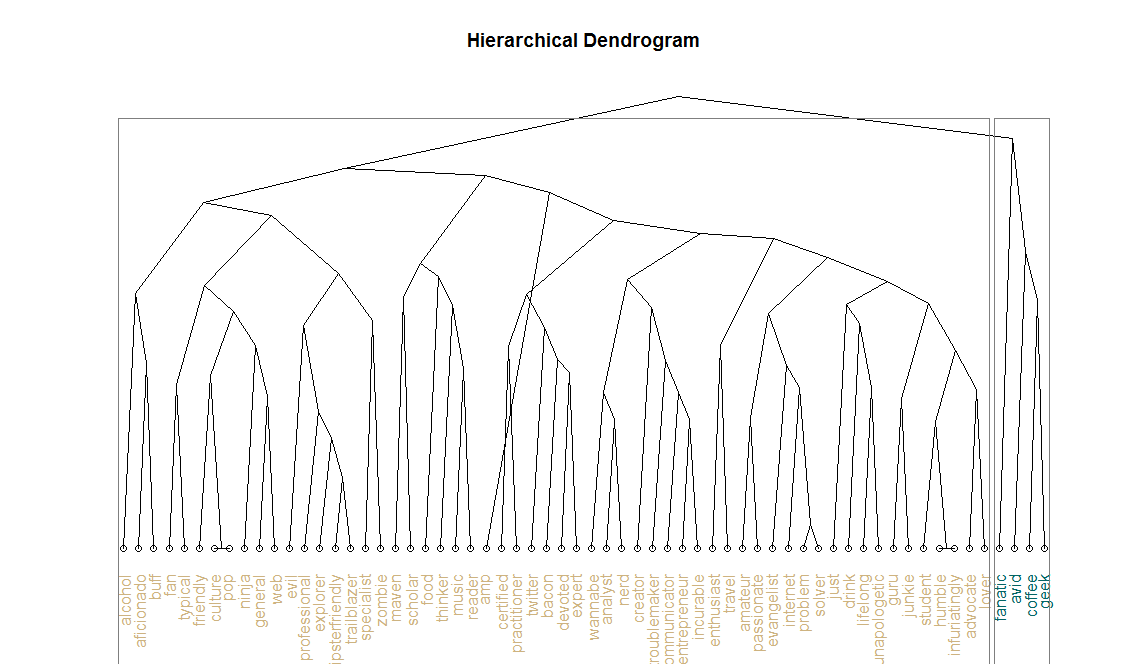 Hierarchical Dendrogram
alcohol
aficionado
buff
fan
typical
friendly
culture
pop
ninja
general
web
evil
professional
explorer
ipsterfriendly
trailblazer
specialist
zombie
maven
scholar
food
thinker
music
reader
amp
certified
practitioner
twitter
bacon
devoted
expert
wannabe
analyst
nerd
creator
troublemaker
ommunicator
entrepreneur
incurable
enthusiast
travel
amateur
passionate
evangelist
internet
problem
solver
just
drink
lifelong
unapologetic
guru
junkie
student
humble
infuriatingly
advocate
lover
fanatic
avid
coffee
geek